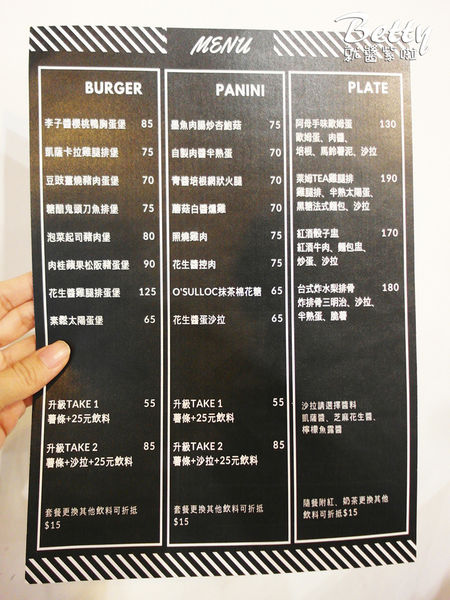 Betty
就醬紫啦
MENU
BURGER
李子醬櫻桃鴨胸蛋堡 85
凱薩卡拉雞腿排堡 75
豆豉薑燒豬肉蛋堡 70
糖醋鬼頭刀魚排堡 75
泡菜起司豬肉堡 80
肉桂蘋果松阪豬蛋堡 90
花生醬雞腿排蛋堡 125
素鬆太陽蛋堡 65
升級TAKE 1 55
薯條+25元飲料
升級TAKE 2 85
薯條+沙拉+25元飲料
套餐更換其他飲料可折抵
$15
PANINI
墨魚肉腸炒杏鮑菇 75
自製肉醬半熟蛋 70
青醬培根網狀火腿 75
蘑菇白醬燻雞 70
照燒雞肉 75
花生醬控肉 75
O'SULLOC抹茶棉花糖 65
花生醬蛋沙拉 65
升級TAKE 1 55
薯條+25元飲料
升級TAKE 2 85
薯條+沙拉+25元飲料
套餐更換其他飲料可折抵
$15
PLATE
阿母手味歐姆蛋 130
歐姆蛋、肉醬、
培根、馬鈴薯泥、沙拉
萊姆TEA雞腿排 190
雞腿排、半熟太陽蛋、
黑糖法式麵包、沙拉
紅酒骰子牛 170
紅酒牛肉、麵包牛、
炒蛋、沙拉
台式炸水梨排骨 180
炸排骨三明治、沙拉、
半熟蛋、脆薯
沙拉請選擇醬料
凱薩醬、芝麻花生醬、
檸檬魚露醬
隨餐附紅、奶茶更換其他
飲料可折抵$15